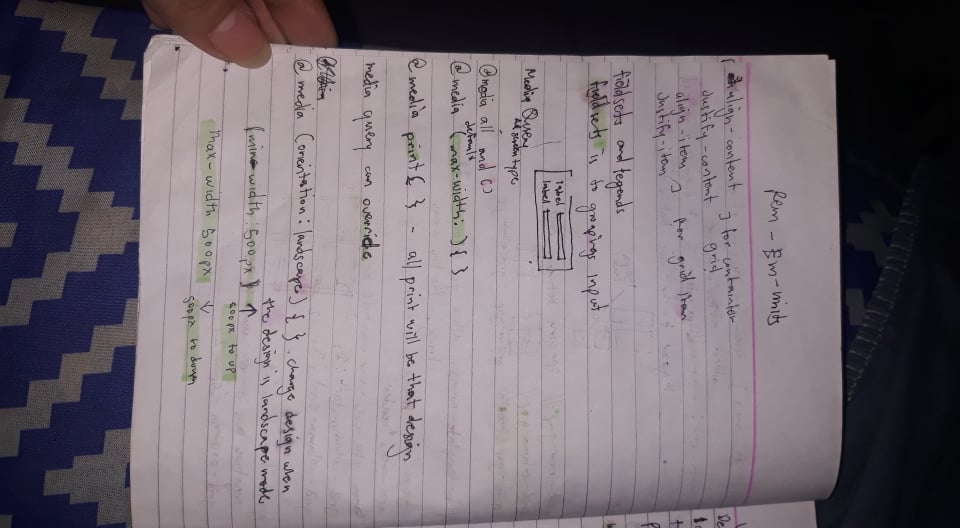 Rem - Em-units
align-content ] for containter
Justify-content grid
align-item ] for grid item
Justify-item
fieldsets and legends
fieldsets is to groupings input
label
label
Media Query
All screen type
@media all and ()
default
@media (max-width: ) { }
@media print { } - all print will be that design
media query can override
@media (orientation: landscape) { } . change design when
the design is landscape mode
(min-width: 500px) ↑
500px to up
max-width 500px ↓
500px to down